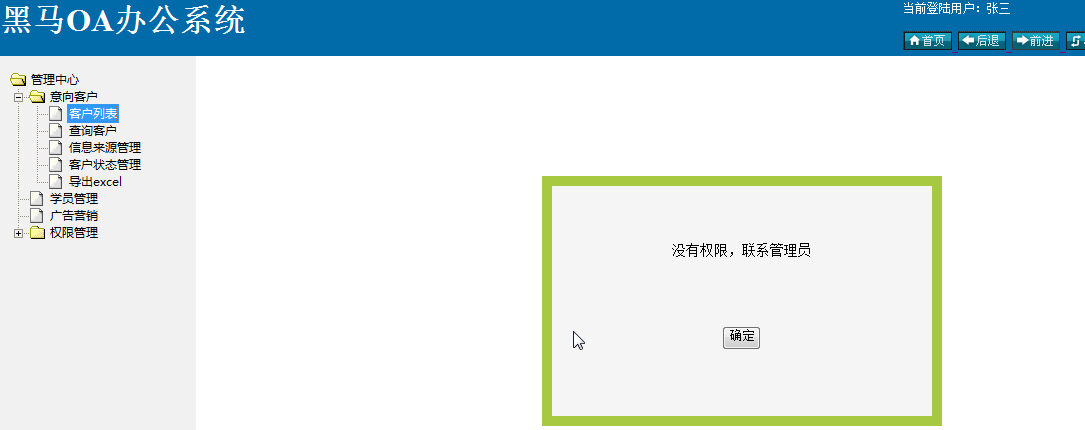 黑马OA办公系统
当前登陆用户：张三
首页 后退 前进
管理中心
意向客户
客户列表
查询客户
信息来源管理
客户状态管理
导出excel
学员管理
广告营销
权限管理
没有权限，联系管理员
确定